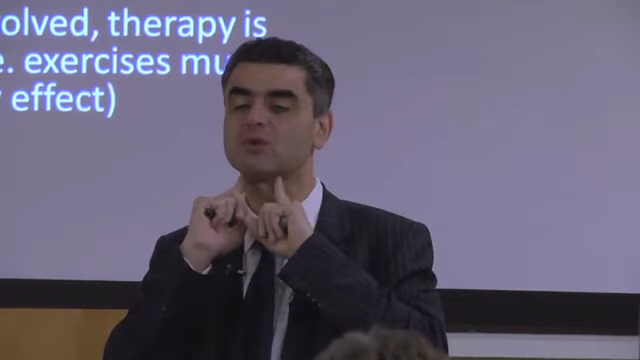 olved, therapy is
e. exercises mu
effect)